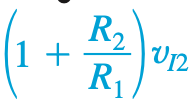 (1 + R₂/R₁) v_I2